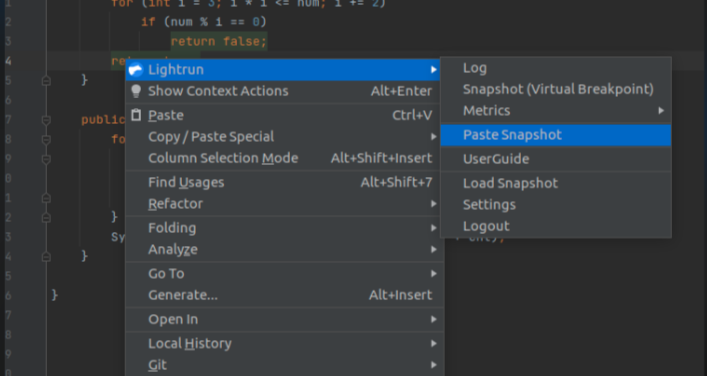 for (int i = 3; i * i <= num; i += 2)
if (num % i == 0)
return false;
Lightrun
Show Context Actions Alt+Enter
Paste Ctrl+V
Copy / Paste Special
Column Selection Mode Alt+Shift+Insert
Find Usages Alt+Shift+7
Refactor
Folding
Analyze
Go To
Generate... Alt+Insert
Open In
Local History
Git
Log
Snapshot (Virtual Breakpoint)
Metrics
Paste Snapshot
UserGuide
Load Snapshot
Settings
Logout
}
public
fo
}
Sy
}
}